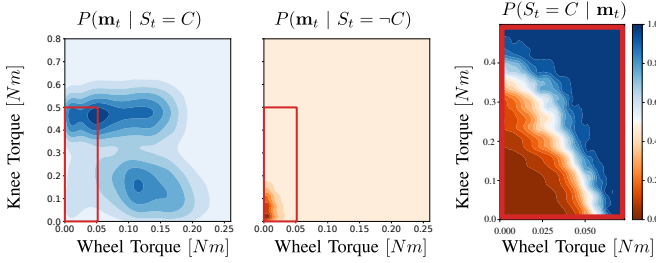 P(m_t | S_t = C)
P(m_t | S_t = ¬C)
P(S_t = C | m_t)
Knee Torque [Nm]
0.8
0.7
0.6
0.5
0.4
0.3
0.2
0.1
0.0
0.00 0.05 0.10 0.15 0.20 0.25
Wheel Torque [Nm]
0.00 0.05 0.10 0.15 0.20 0.25
Wheel Torque [Nm]
Knee Torque [Nm]
0.4
0.3
0.2
0.1
0.0
0.000 0.025 0.050
Wheel Torque [Nm]
1.0
0.8
0.6
0.4
0.2
0.0